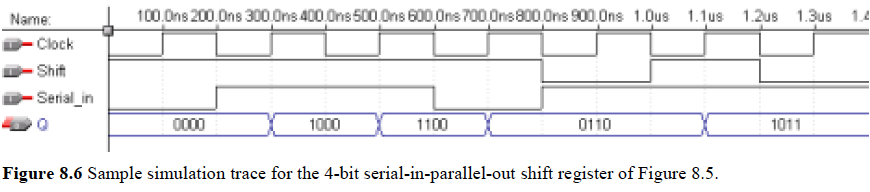 Name: 100.0ns 200.0ns 300.0ns 400.0ns 500.0ns 600.0ns 700.0ns 800.0ns 900.0ns 1.0us 1.1us 1.2us 1.3us 1.4
Clock
Shift
Serial_in
Q 0000 1000 1100 0110 1011
Figure 8.6 Sample simulation trace for the 4-bit serial-in-parallel-out shift register of Figure 8.5.